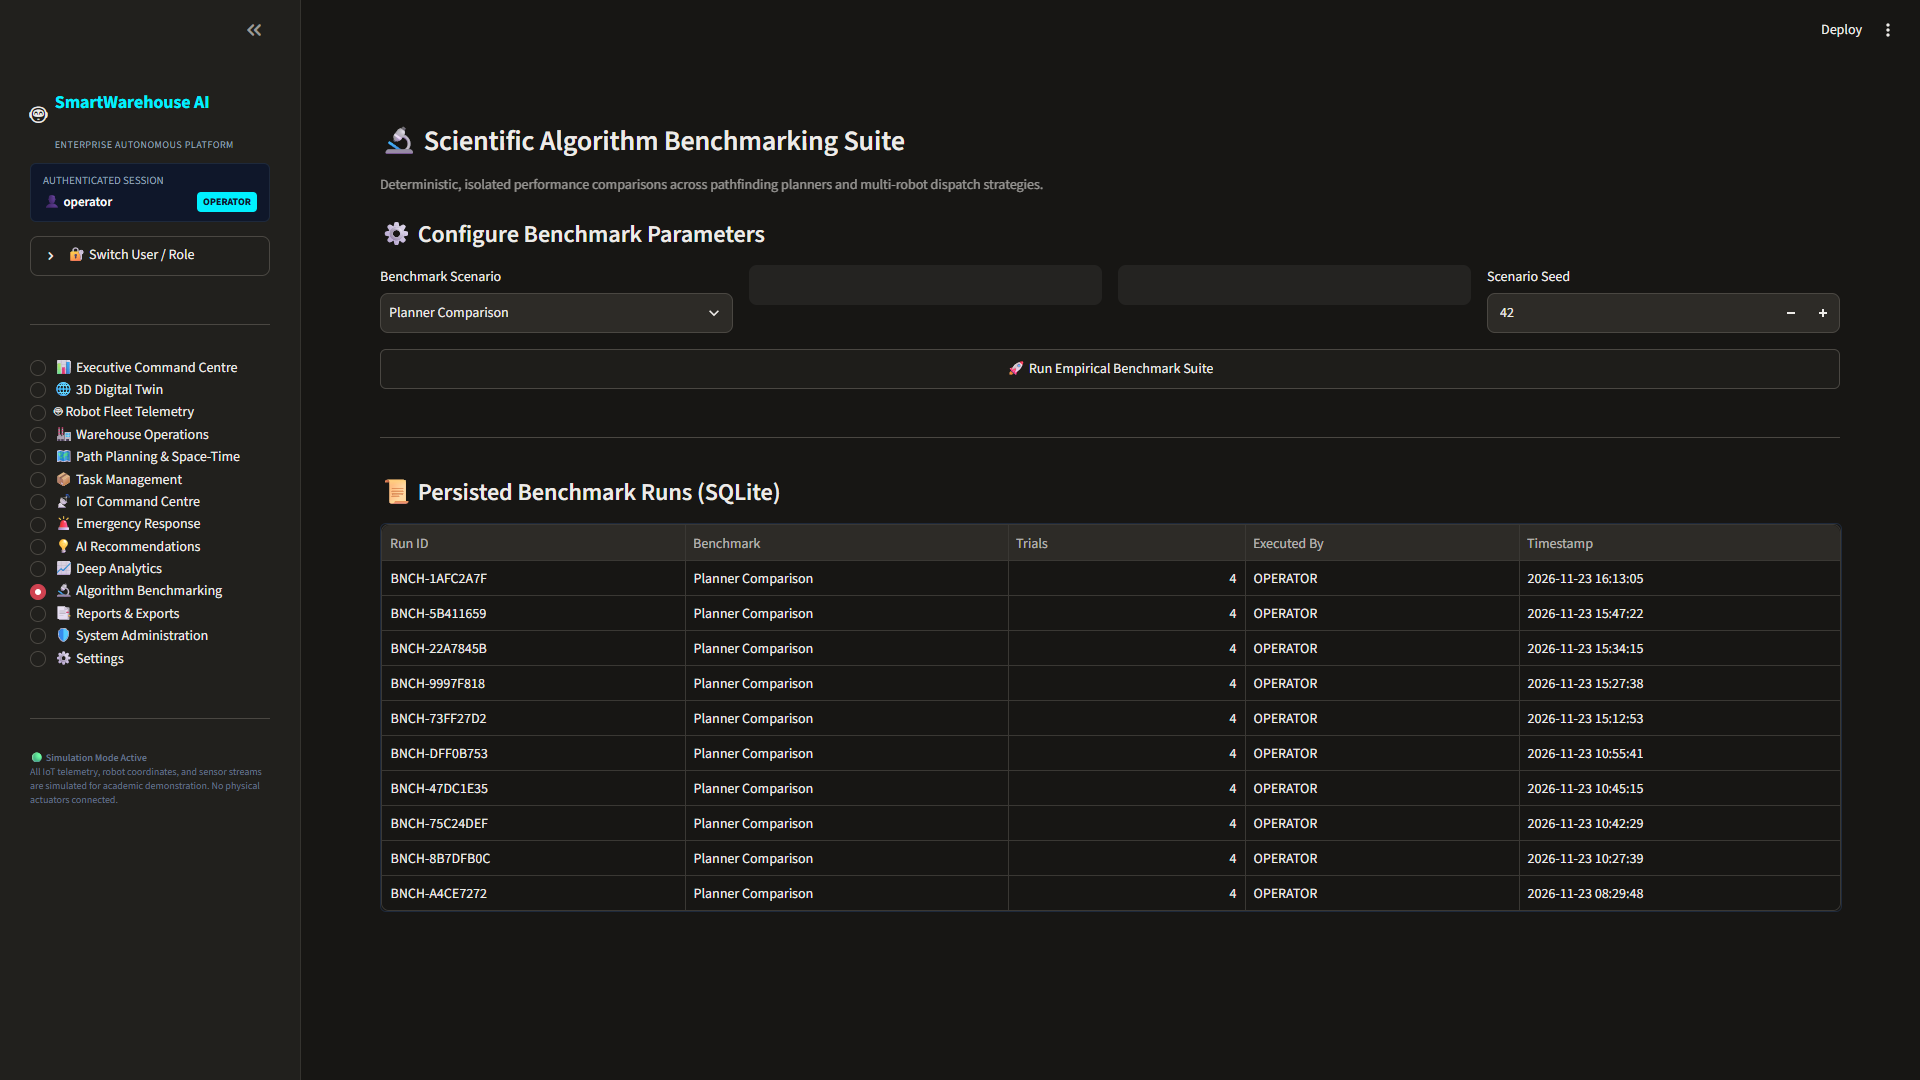 Deploy
SmartWarehouse AI
ENTERPRISE AUTONOMOUS PLATFORM
AUTHENTICATED SESSION
operator
OPERATOR
Switch User / Role
Executive Command Centre
3D Digital Twin
Robot Fleet Telemetry
Warehouse Operations
Path Planning & Space-Time
Task Management
IoT Command Centre
Emergency Response
AI Recommendations
Deep Analytics
Algorithm Benchmarking
Reports & Exports
System Administration
Settings
Simulation Mode Active
All IoT telemetry, robot coordinates, and sensor streams
are simulated for academic demonstration. No physical
actuators connected.
Scientific Algorithm Benchmarking Suite
Deterministic, isolated performance comparisons across pathfinding planners and multi-robot dispatch strategies.
Configure Benchmark Parameters
Benchmark Scenario
Planner Comparison
Scenario Seed
42
Run Empirical Benchmark Suite
Persisted Benchmark Runs (SQLite)
Run ID Benchmark Trials Executed By Timestamp
BNCH-1AFC2A7F Planner Comparison 4 OPERATOR 2026-11-23 16:13:05
BNCH-5B411659 Planner Comparison 4 OPERATOR 2026-11-23 15:47:22
BNCH-22A7845B Planner Comparison 4 OPERATOR 2026-11-23 15:34:15
BNCH-9997F818 Planner Comparison 4 OPERATOR 2026-11-23 15:27:38
BNCH-73FF27D2 Planner Comparison 4 OPERATOR 2026-11-23 15:12:53
BNCH-DFF0B753 Planner Comparison 4 OPERATOR 2026-11-23 10:55:41
BNCH-47DC1E35 Planner Comparison 4 OPERATOR 2026-11-23 10:45:15
BNCH-75C24DEF Planner Comparison 4 OPERATOR 2026-11-23 10:42:29
BNCH-8B7DFB0C Planner Comparison 4 OPERATOR 2026-11-23 10:27:39
BNCH-A4CE7272 Planner Comparison 4 OPERATOR 2026-11-23 08:29:48